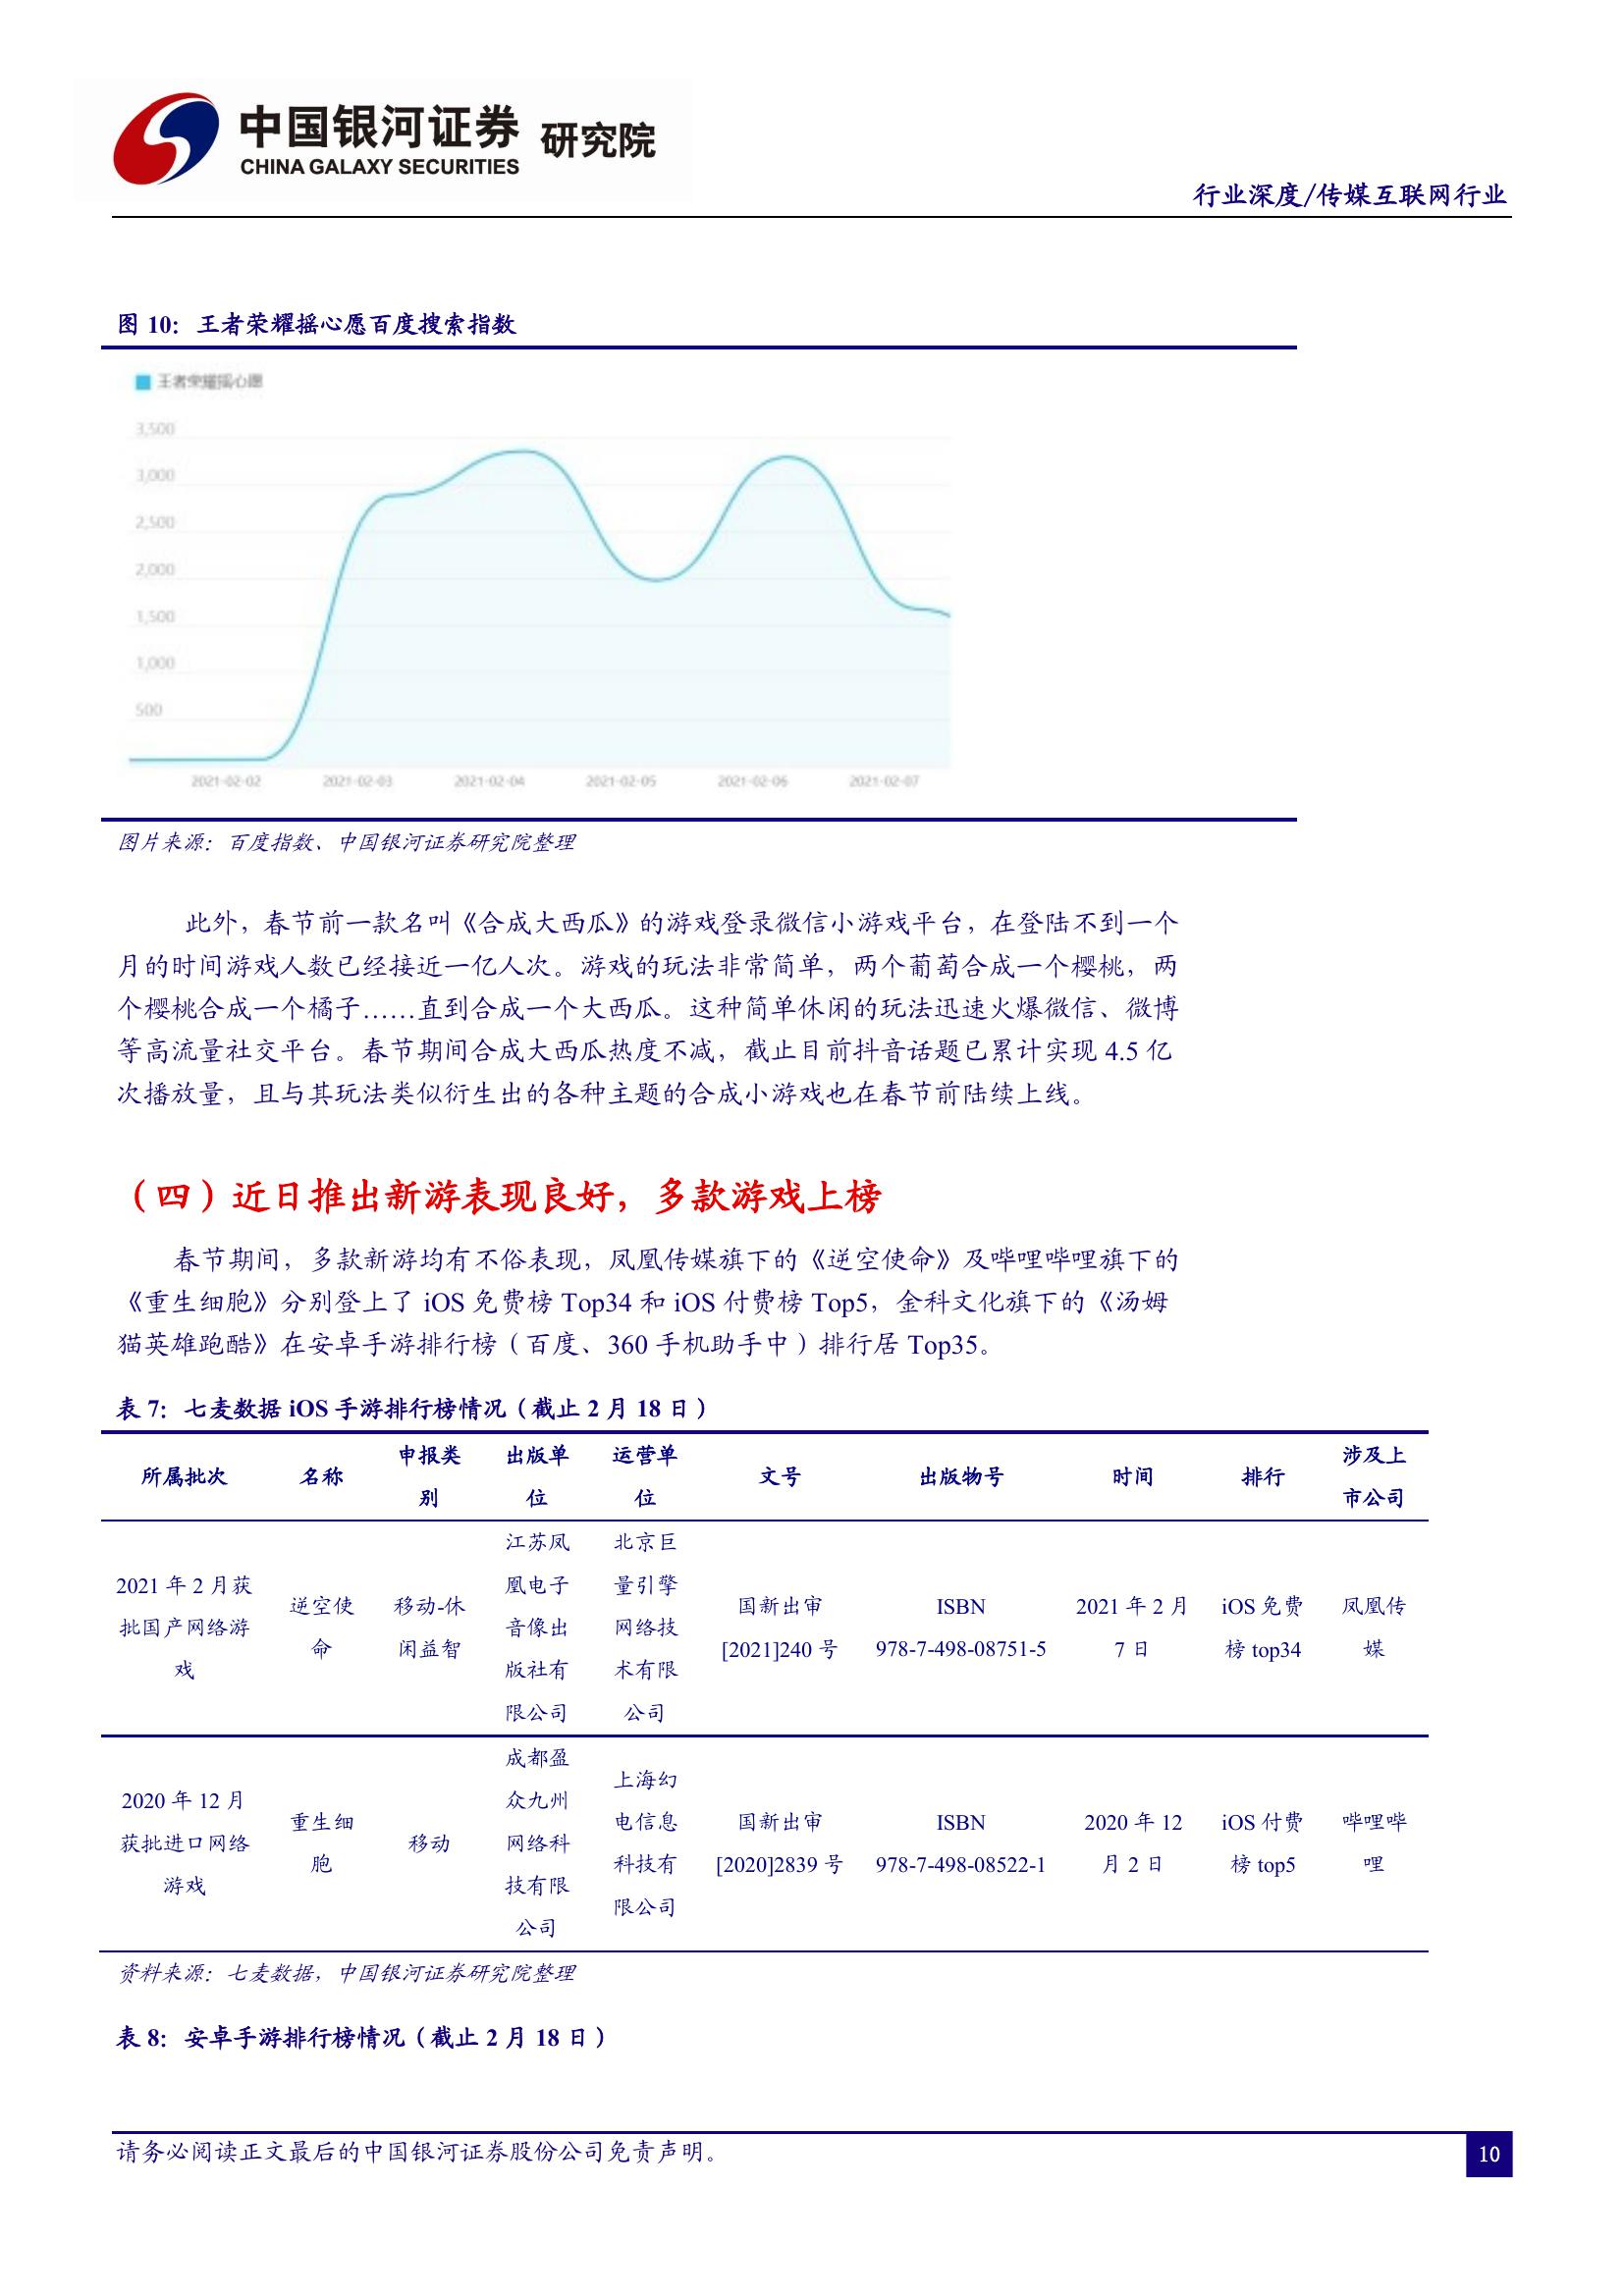 中国银河证券 研究院
CHINA GALAXY SECURITIES
行业深度/传媒互联网行业
图 10：王者荣耀摇心愿百度搜索指数
王者荣耀摇心愿
3,500
3,000
2,500
2,000
1,500
1,000
500
2021-02-02 2021-02-03 2021-02-04 2021-02-05 2021-02-06 2021-02-07
图片来源：百度指数、中国银河证券研究院整理
此外，春节前一款名叫《合成大西瓜》的游戏登录微信小游戏平台，在登陆不到一个
月的时间游戏人数已经接近一亿人次。游戏的玩法非常简单，两个葡萄合成一个樱桃，两
个樱桃合成一个橘子……直到合成一个大西瓜。这种简单休闲的玩法迅速火爆微信、微博
等高流量社交平台。春节期间合成大西瓜热度不减，截止目前抖音话题已累计实现 4.5 亿
次播放量，且与其玩法类似衍生出的各种主题的合成小游戏也在春节前陆续上线。
（四）近日推出新游表现良好，多款游戏上榜
春节期间，多款新游均有不俗表现，凤凰传媒旗下的《逆空使命》及哔哩哔哩旗下的
《重生细胞》分别登上了 iOS 免费榜 Top34 和 iOS 付费榜 Top5，金科文化旗下的《汤姆
猫英雄跑酷》在安卓手游排行榜（百度、360 手机助手中）排行居 Top35。
表 7：七麦数据 iOS 手游排行榜情况（截止 2 月 18 日）
所属批次 名称 申报类别 出版单位 运营单位 文号 出版物号 时间 排行 涉及上市公司
2021 年 2 月获批国产网络游戏 逆空使命 移动-休闲益智 江苏凤凰电子音像出版社有限公司 北京巨量引擎网络技术有限公司 国新出审[2021]240 号 ISBN 978-7-498-08751-5 2021 年 2 月 7 日 iOS 免费榜 top34 凤凰传媒
2020 年 12 月获批进口网络游戏 重生细胞 移动 成都盈众九州网络科技有限公司 上海幻电信息科技有限公司 国新出审[2020]2839 号 ISBN 978-7-498-08522-1 2020 年 12 月 2 日 iOS 付费榜 top5 哔哩哔哩
资料来源：七麦数据，中国银河证券研究院整理
表 8：安卓手游排行榜情况（截止 2 月 18 日）
请务必阅读正文最后的中国银河证券股份公司免责声明。
10